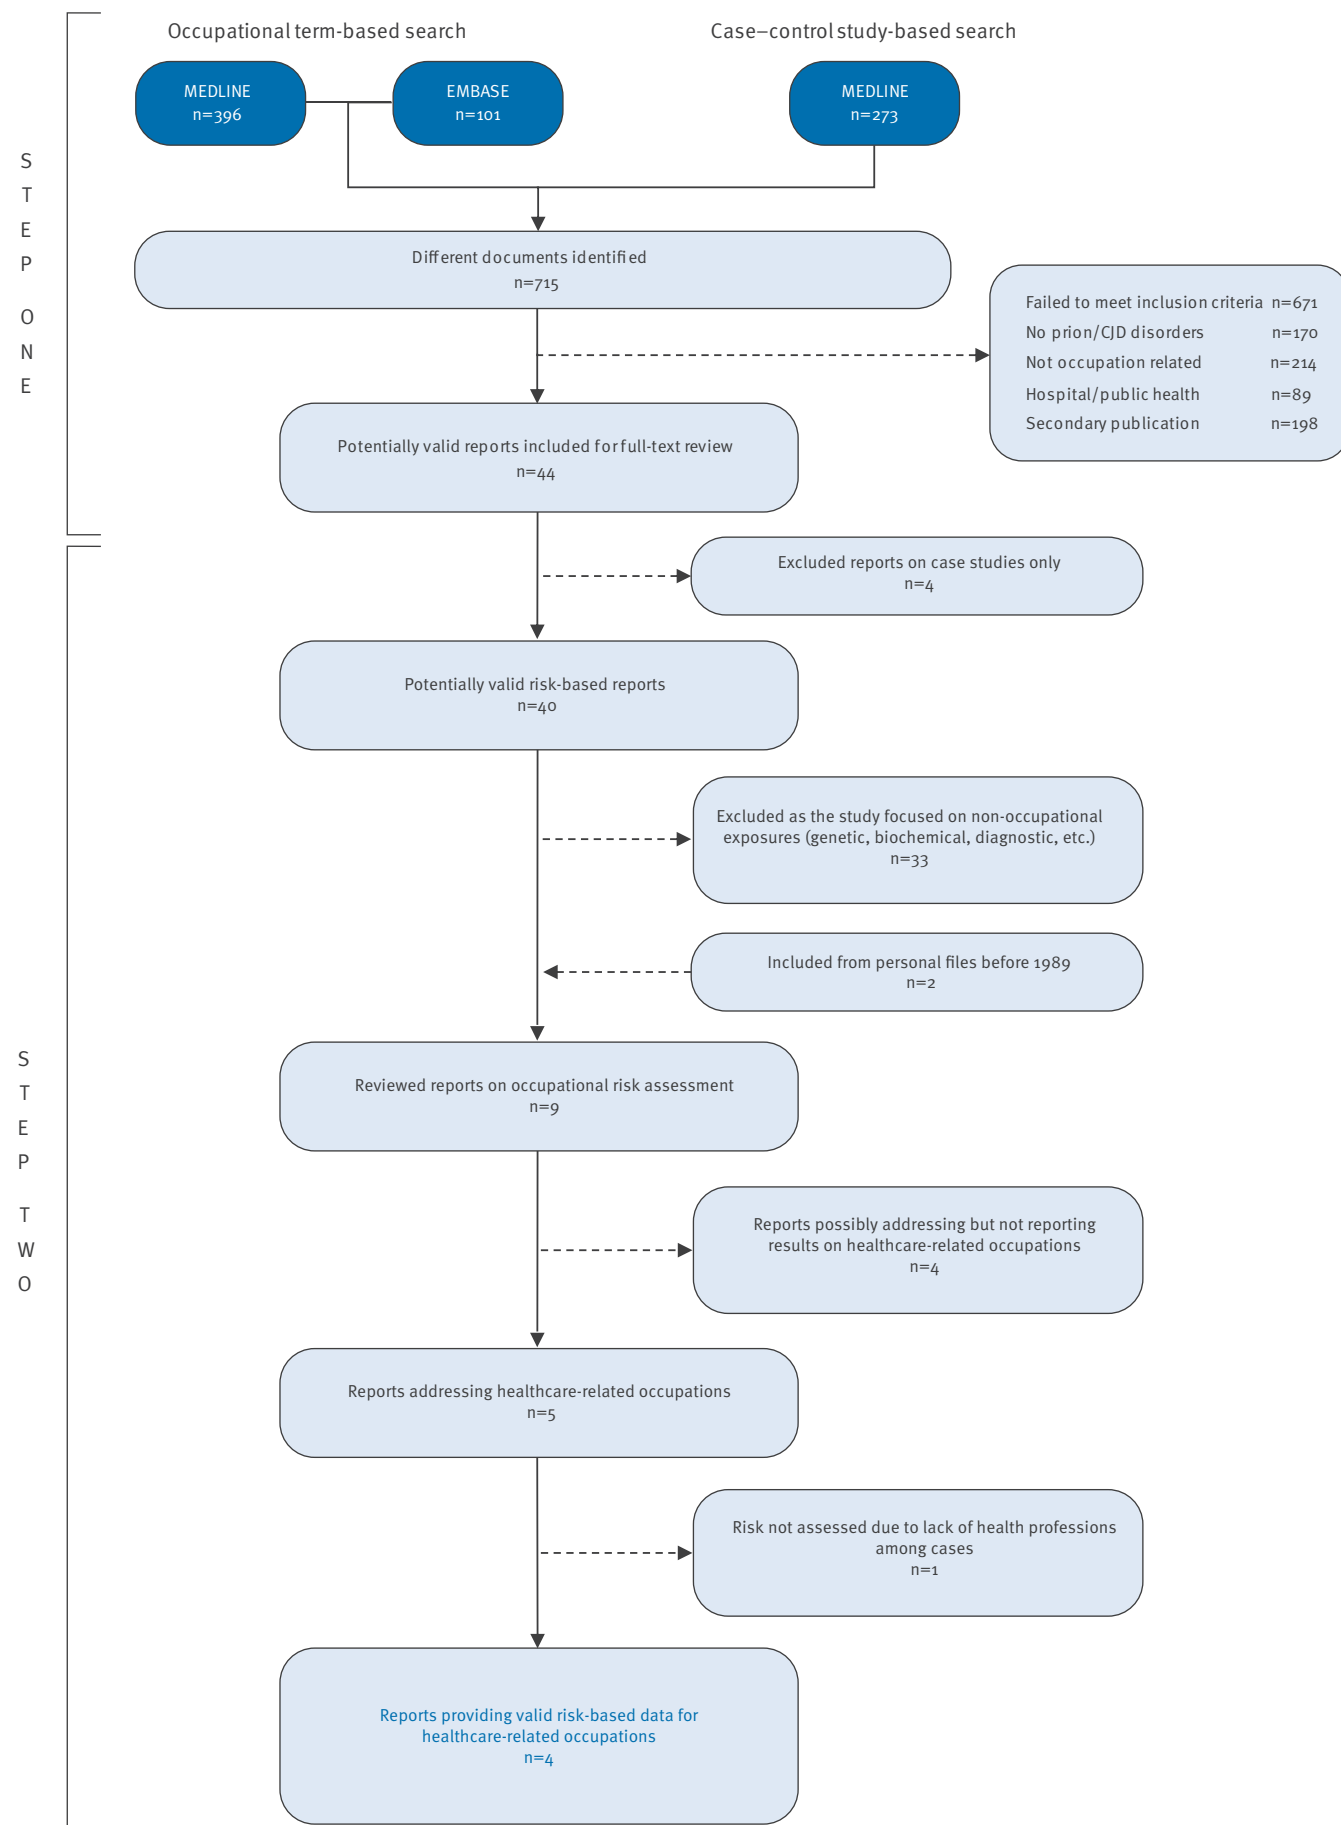 Occupational term-based search
Case–control study-based search
MEDLINE
n=396
EMBASE
n=101
MEDLINE
n=273
STEP ONE
Different documents identified
n=715
Failed to meet inclusion criteria n=671
No prion/CJD disorders n=170
Not occupation related n=214
Hospital/public health n=89
Secondary publication n=198
Potentially valid reports included for full-text review
n=44
Excluded reports on case studies only
n=4
STEP TWO
Potentially valid risk-based reports
n=40
Excluded as the study focused on non-occupational
exposures (genetic, biochemical, diagnostic, etc.)
n=33
Included from personal files before 1989
n=2
Reviewed reports on occupational risk assessment
n=9
Reports possibly addressing but not reporting
results on healthcare-related occupations
n=4
Reports addressing healthcare-related occupations
n=5
Risk not assessed due to lack of health professions
among cases
n=1
Reports providing valid risk-based data for
healthcare-related occupations
n=4